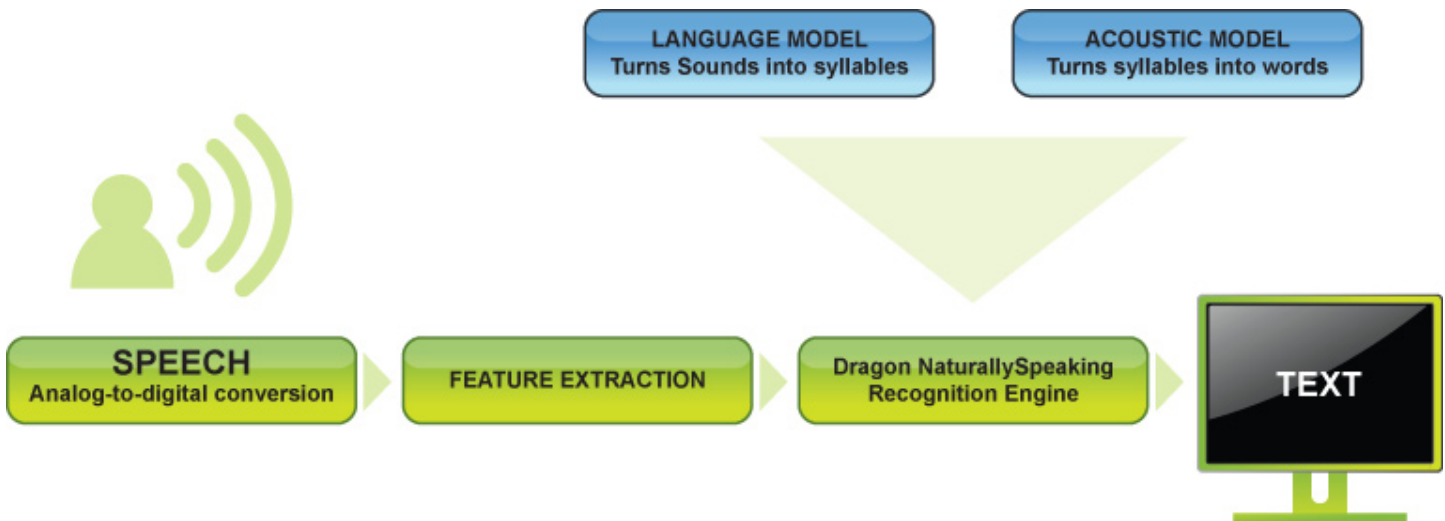 LANGUAGE MODEL
Turns Sounds into syllables
ACOUSTIC MODEL
Turns syllables into words
SPEECH
Analog-to-digital conversion
FEATURE EXTRACTION
Dragon NaturallySpeaking
Recognition Engine
TEXT